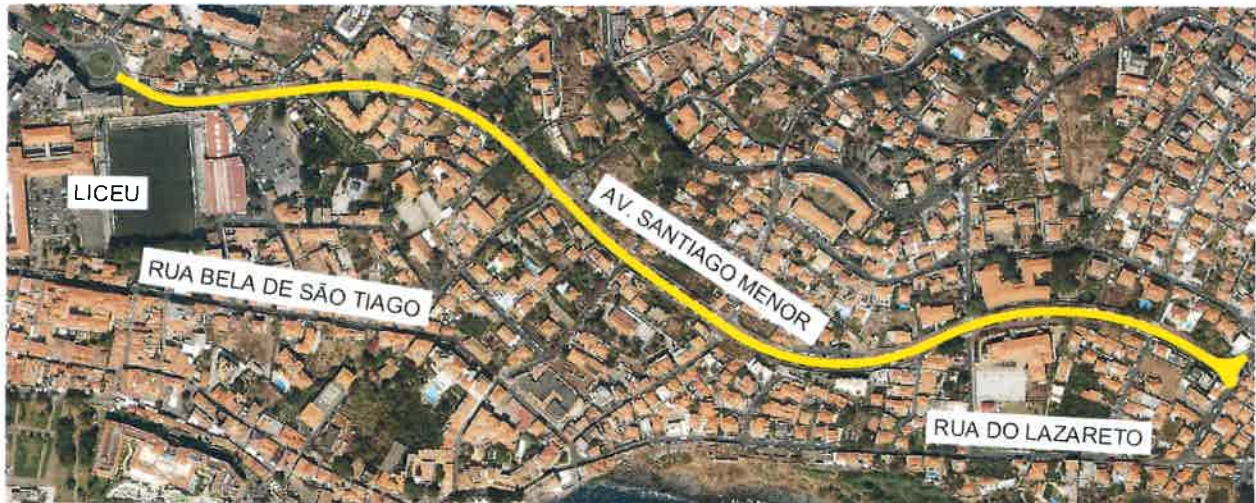 LICEU
AV. SANTIAGO MENOR
RUA BELA DE SÃO TIAGO
RUA DO LAZARETO